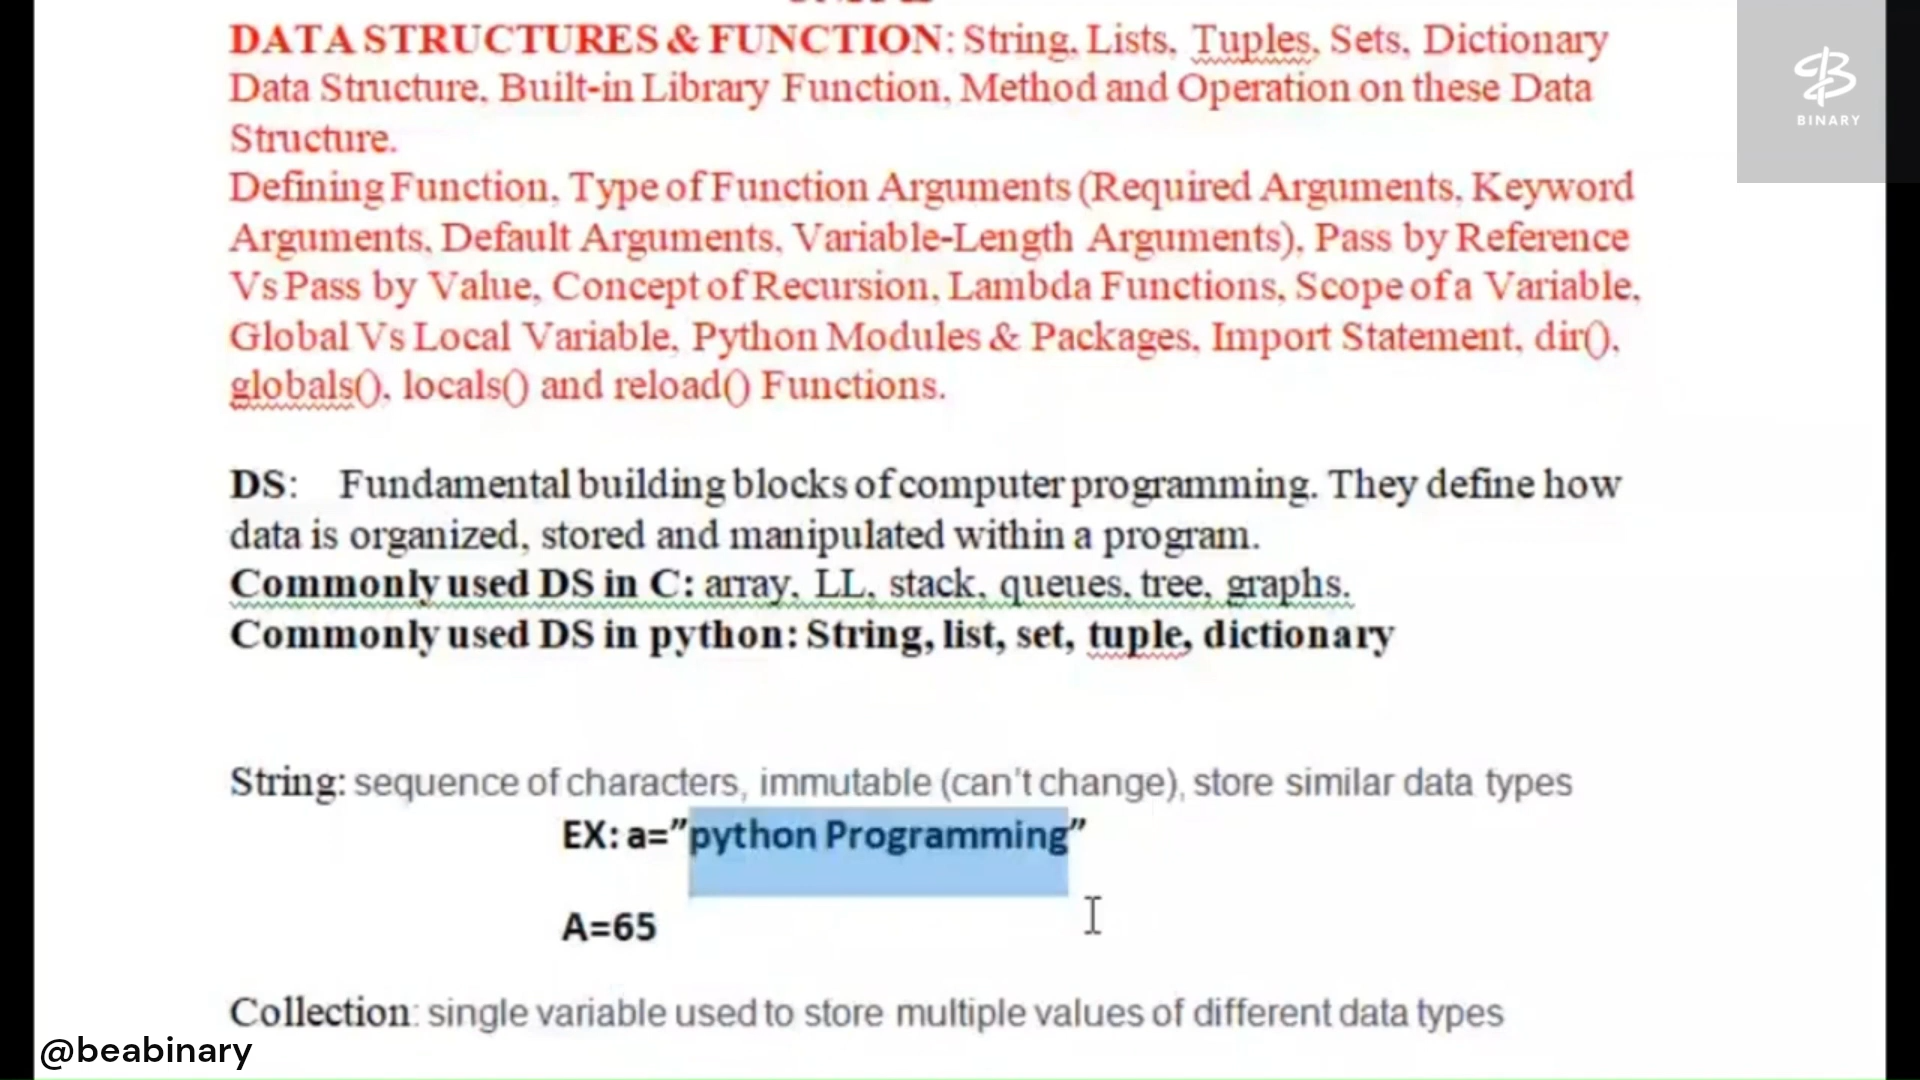 DATA STRUCTURES & FUNCTION: String, Lists, Tuples, Sets, Dictionary
Data Structure, Built-in Library Function, Method and Operation on these Data
Structure.
Defining Function, Type of Function Arguments (Required Arguments, Keyword
Arguments, Default Arguments, Variable-Length Arguments), Pass by Reference
Vs Pass by Value, Concept of Recursion, Lambda Functions, Scope of a Variable,
Global Vs Local Variable, Python Modules & Packages, Import Statement, dir(),
globals(), locals() and reload() Functions.
DS: Fundamental building blocks of computer programming. They define how
data is organized, stored and manipulated within a program.
Commonly used DS in C: array, LL, stack, queues, tree, graphs.
Commonly used DS in python: String, list, set, tuple, dictionary
String: sequence of characters, immutable (can't change), store similar data types
EX: a=”python Programming”
A=65
Collection: single variable used to store multiple values of different data types
@beabinary
BINARY